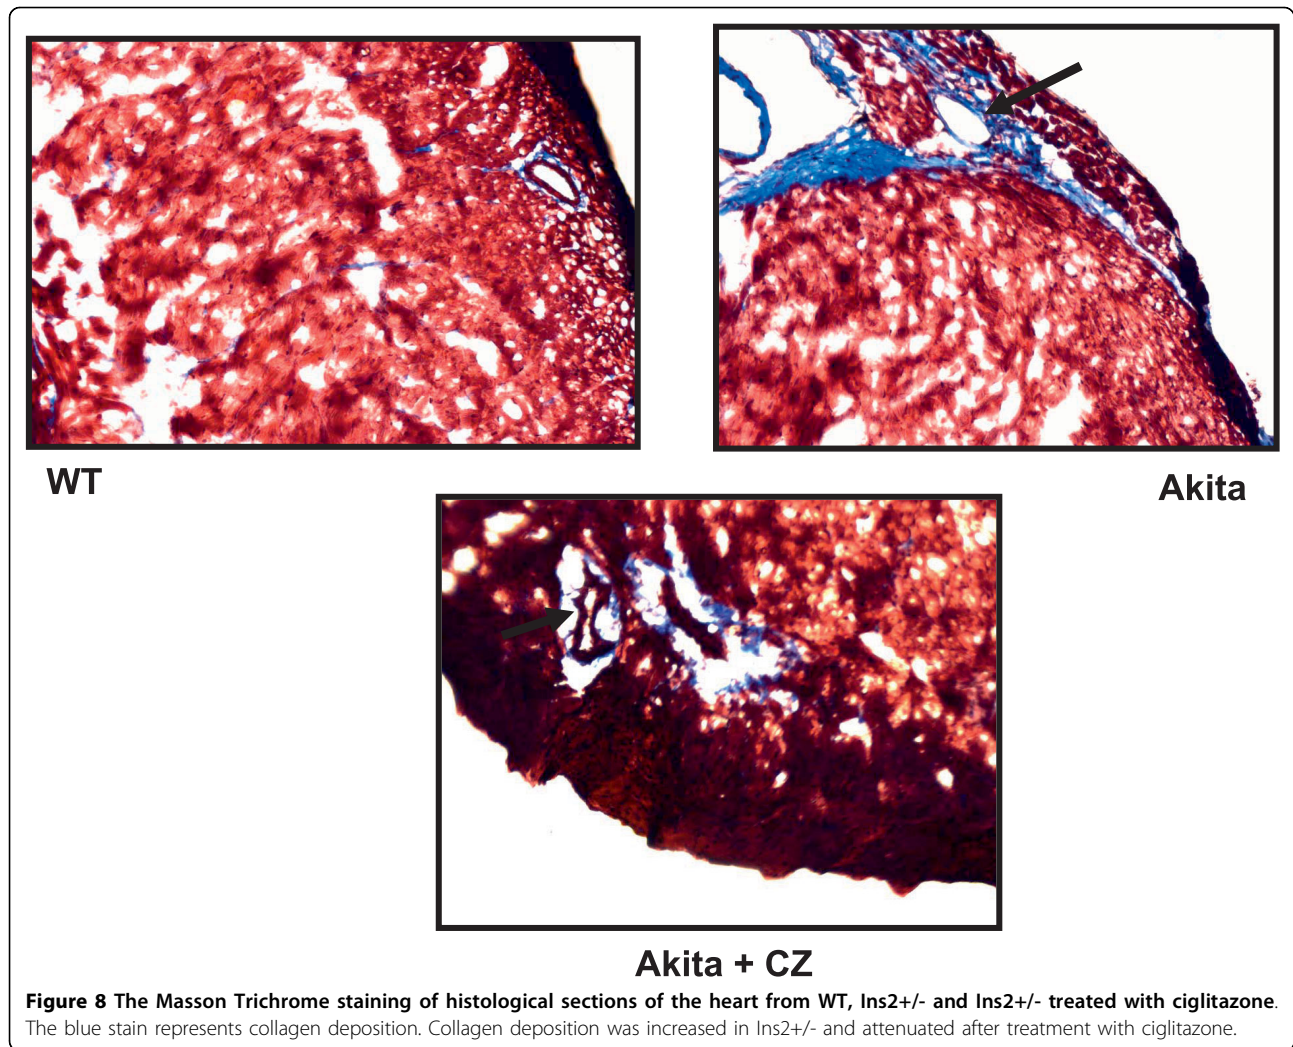 WT
Akita
Akita + CZ
Figure 8 The Masson Trichrome staining of histological sections of the heart from WT, Ins2+/- and Ins2+/- treated with ciglitazone.
The blue stain represents collagen deposition. Collagen deposition was increased in Ins2+/- and attenuated after treatment with ciglitazone.